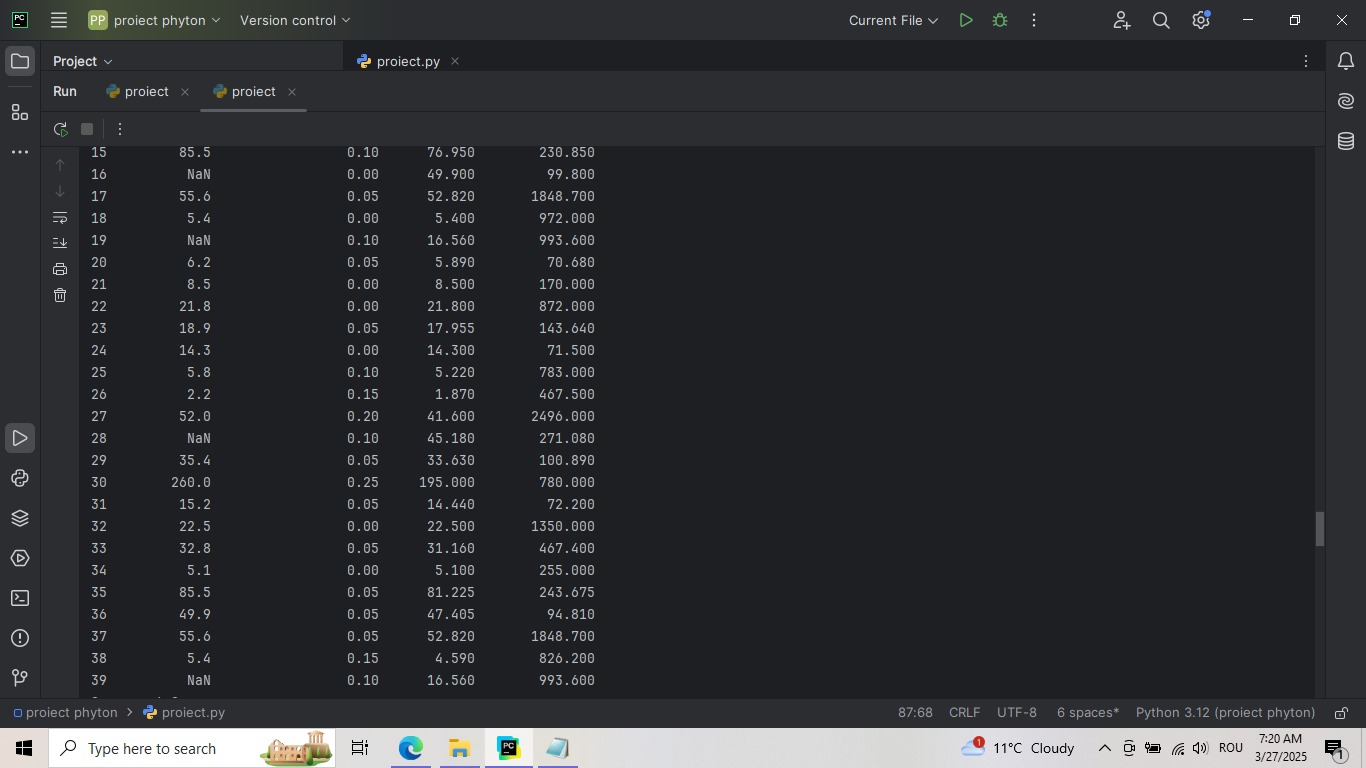 PC
PP proiect phyton
Version control
Current File
Project
proiect.py
Run
proiect
proiect
15 85.5 0.10 76.950 230.850
16 NaN 0.00 49.900 99.800
17 55.6 0.05 52.820 1848.700
18 5.4 0.00 5.400 972.000
19 NaN 0.10 16.560 993.600
20 6.2 0.05 5.890 70.680
21 8.5 0.00 8.500 170.000
22 21.8 0.00 21.800 872.000
23 18.9 0.05 17.955 143.640
24 14.3 0.00 14.300 71.500
25 5.8 0.10 5.220 783.000
26 2.2 0.15 1.870 467.500
27 52.0 0.20 41.600 2496.000
28 NaN 0.10 45.180 271.080
29 35.4 0.05 33.630 100.890
30 260.0 0.25 195.000 780.000
31 15.2 0.05 14.440 72.200
32 22.5 0.00 22.500 1350.000
33 32.8 0.05 31.160 467.400
34 5.1 0.00 5.100 255.000
35 85.5 0.05 81.225 243.675
36 49.9 0.05 47.405 94.810
37 55.6 0.05 52.820 1848.700
38 5.4 0.15 4.590 826.200
39 NaN 0.10 16.560 993.600
proiect phyton > proiect.py
87:68 CRLF UTF-8 6 spaces* Python 3.12 (proiect phyton)
Type here to search
PC
1
11°C Cloudy
ROU
7:20 AM
3/27/2025
1